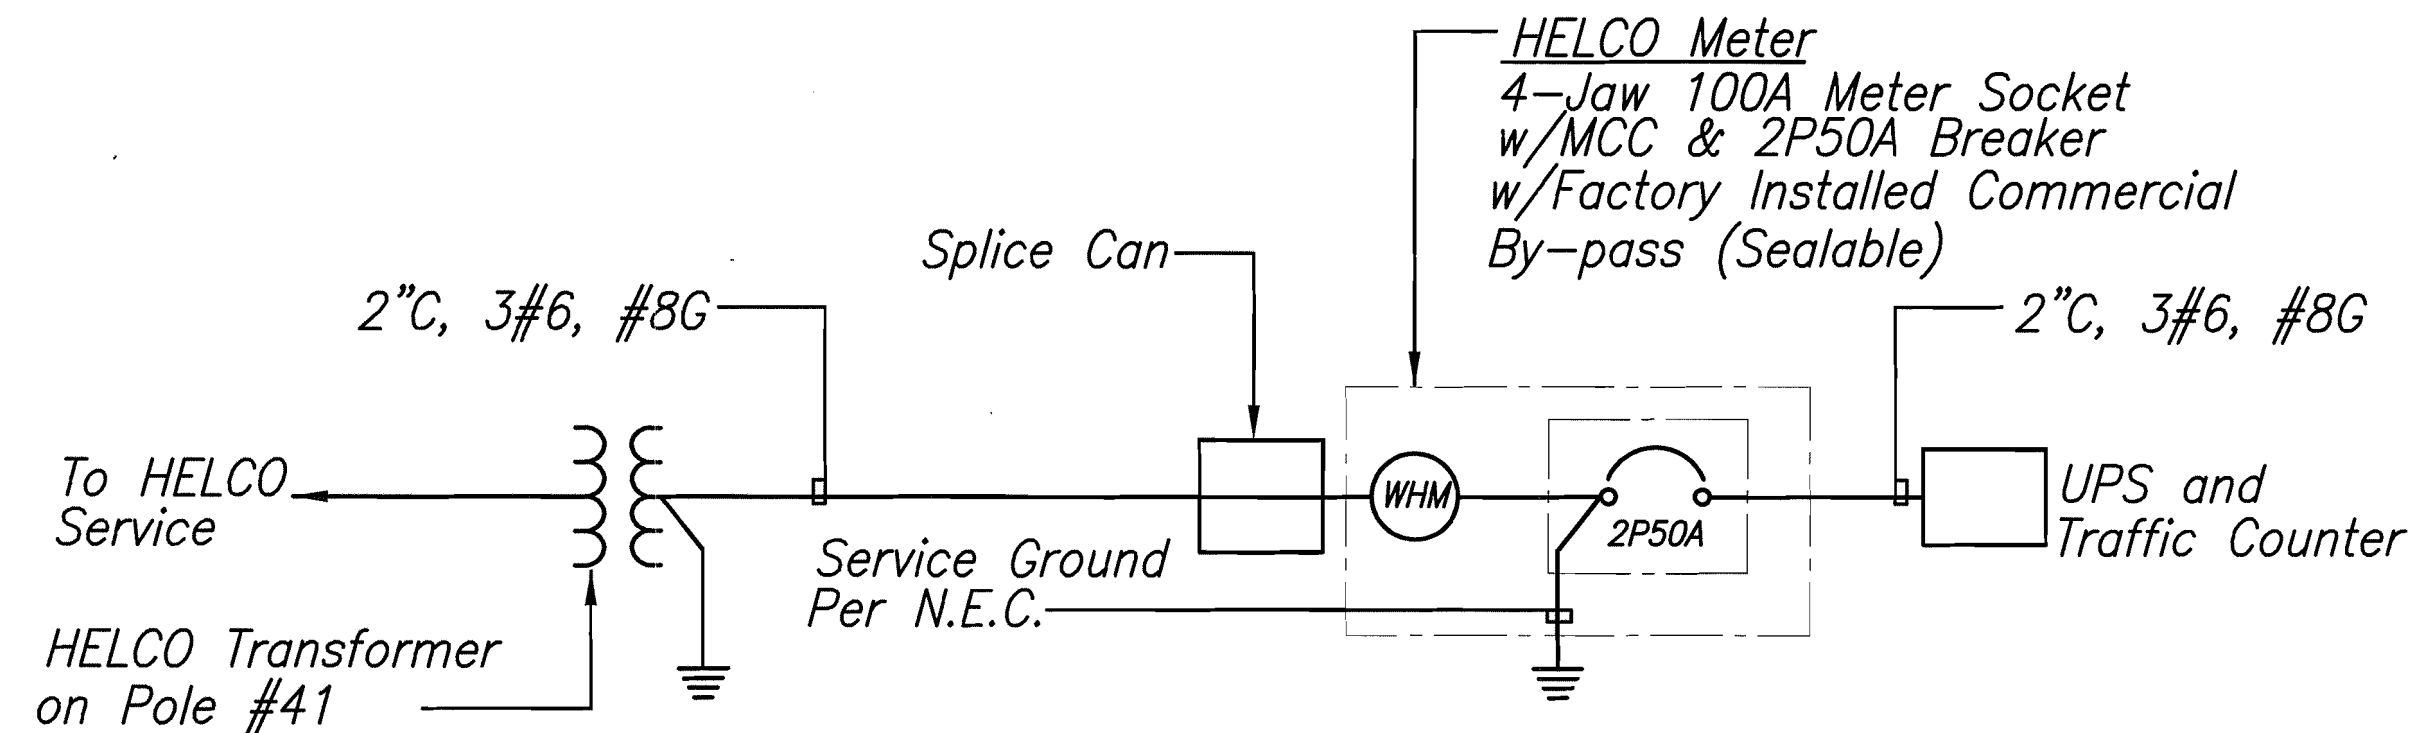 HELCO Meter
4-Jaw 100A Meter Socket
w/MCC & 2P50A Breaker
w/Factory Installed Commercial
By-pass (Sealable)
Splice Can
2"C, 3#6, #8G
2"C, 3#6, #8G
To HELCO
Service
WHM
2P50A
UPS and
Traffic Counter
Service Ground
Per N.E.C.
HELCO Transformer
on Pole #41